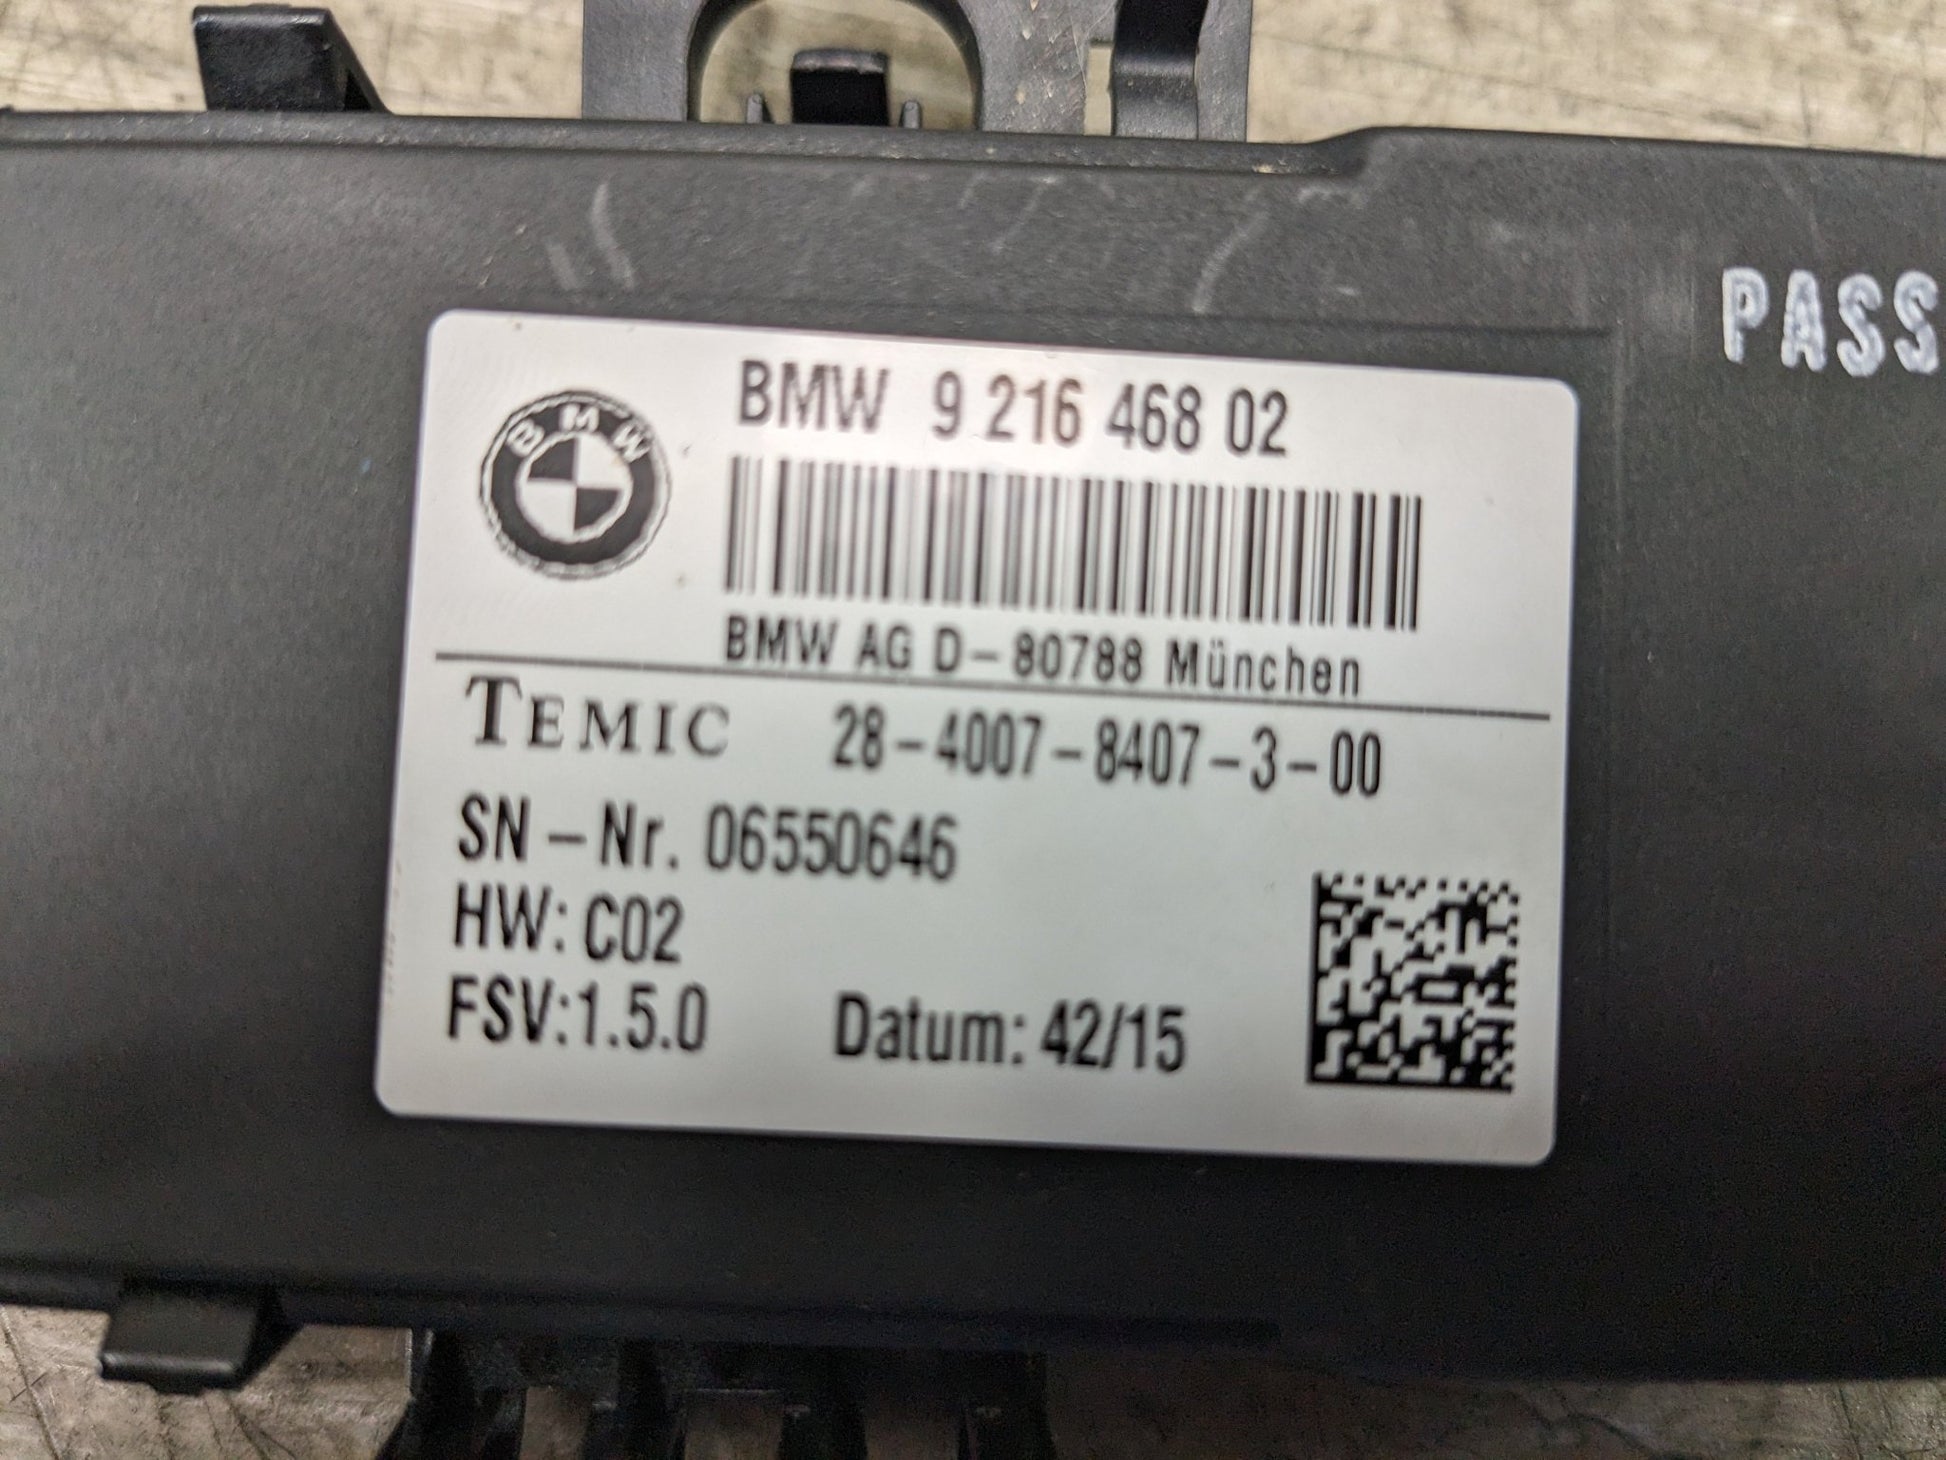 PASS
BMW
BMW 9 216 468 02
BMW AG D-80788 München
TEMIC 28-4007-8407-3-00
SN-Nr. 06550646
HW: C02
FSV:1.5.0 Datum: 42/15